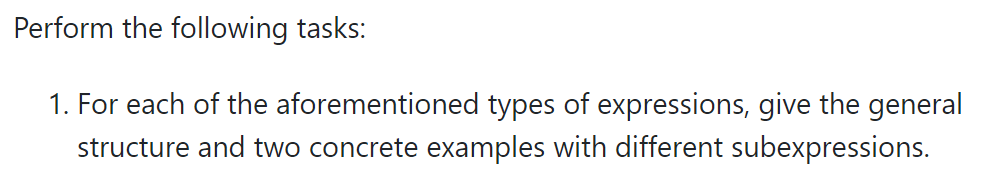 Perform the following tasks:
1. For each of the aforementioned types of expressions, give the general
structure and two concrete examples with different subexpressions.